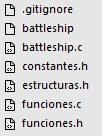 .gitignore
battleship
battleship.c
constantes.h
estructuras.h
funciones.c
funciones.h